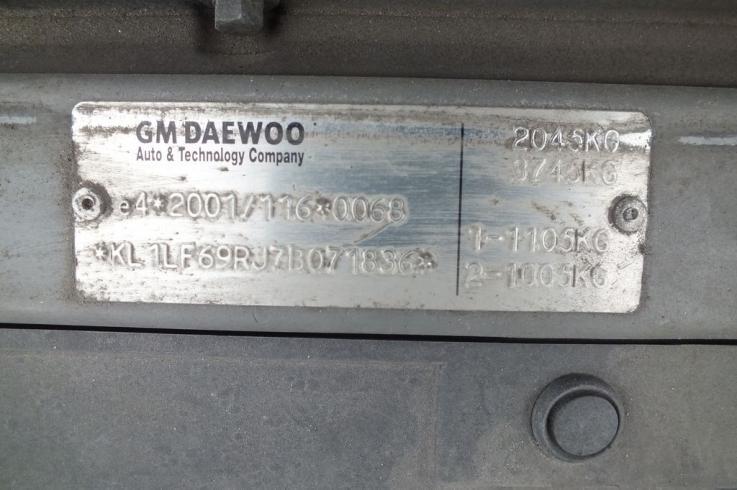 GM DAEWOO
Auto & Technology Company
e4*2001/116*0068
*KL1LF69RJ7B071836*
2045KG
3745KG
1-1105KG
2-1005KG